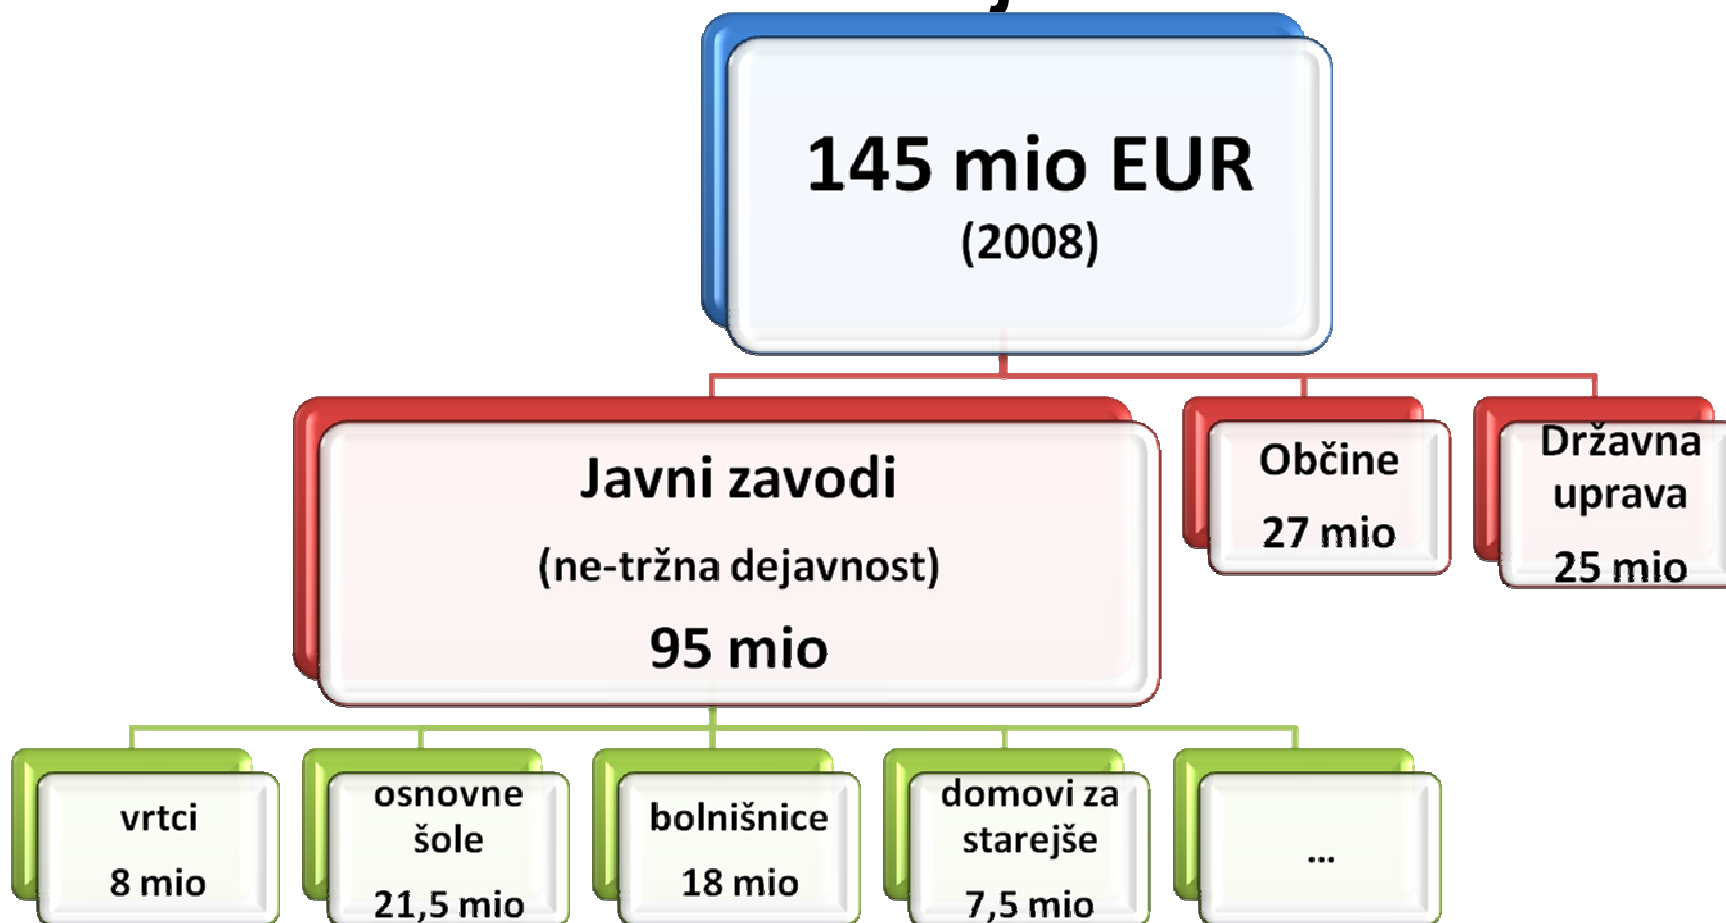 145 mio EUR
(2008)
Javni zavodi
(ne-tržna dejavnost)
95 mio
Občine
27 mio
Državna
uprava
25 mio
vrtci
8 mio
osnovne
šole
21,5 mio
bolnišnice
18 mio
domovi za
starejše
7,5 mio
...